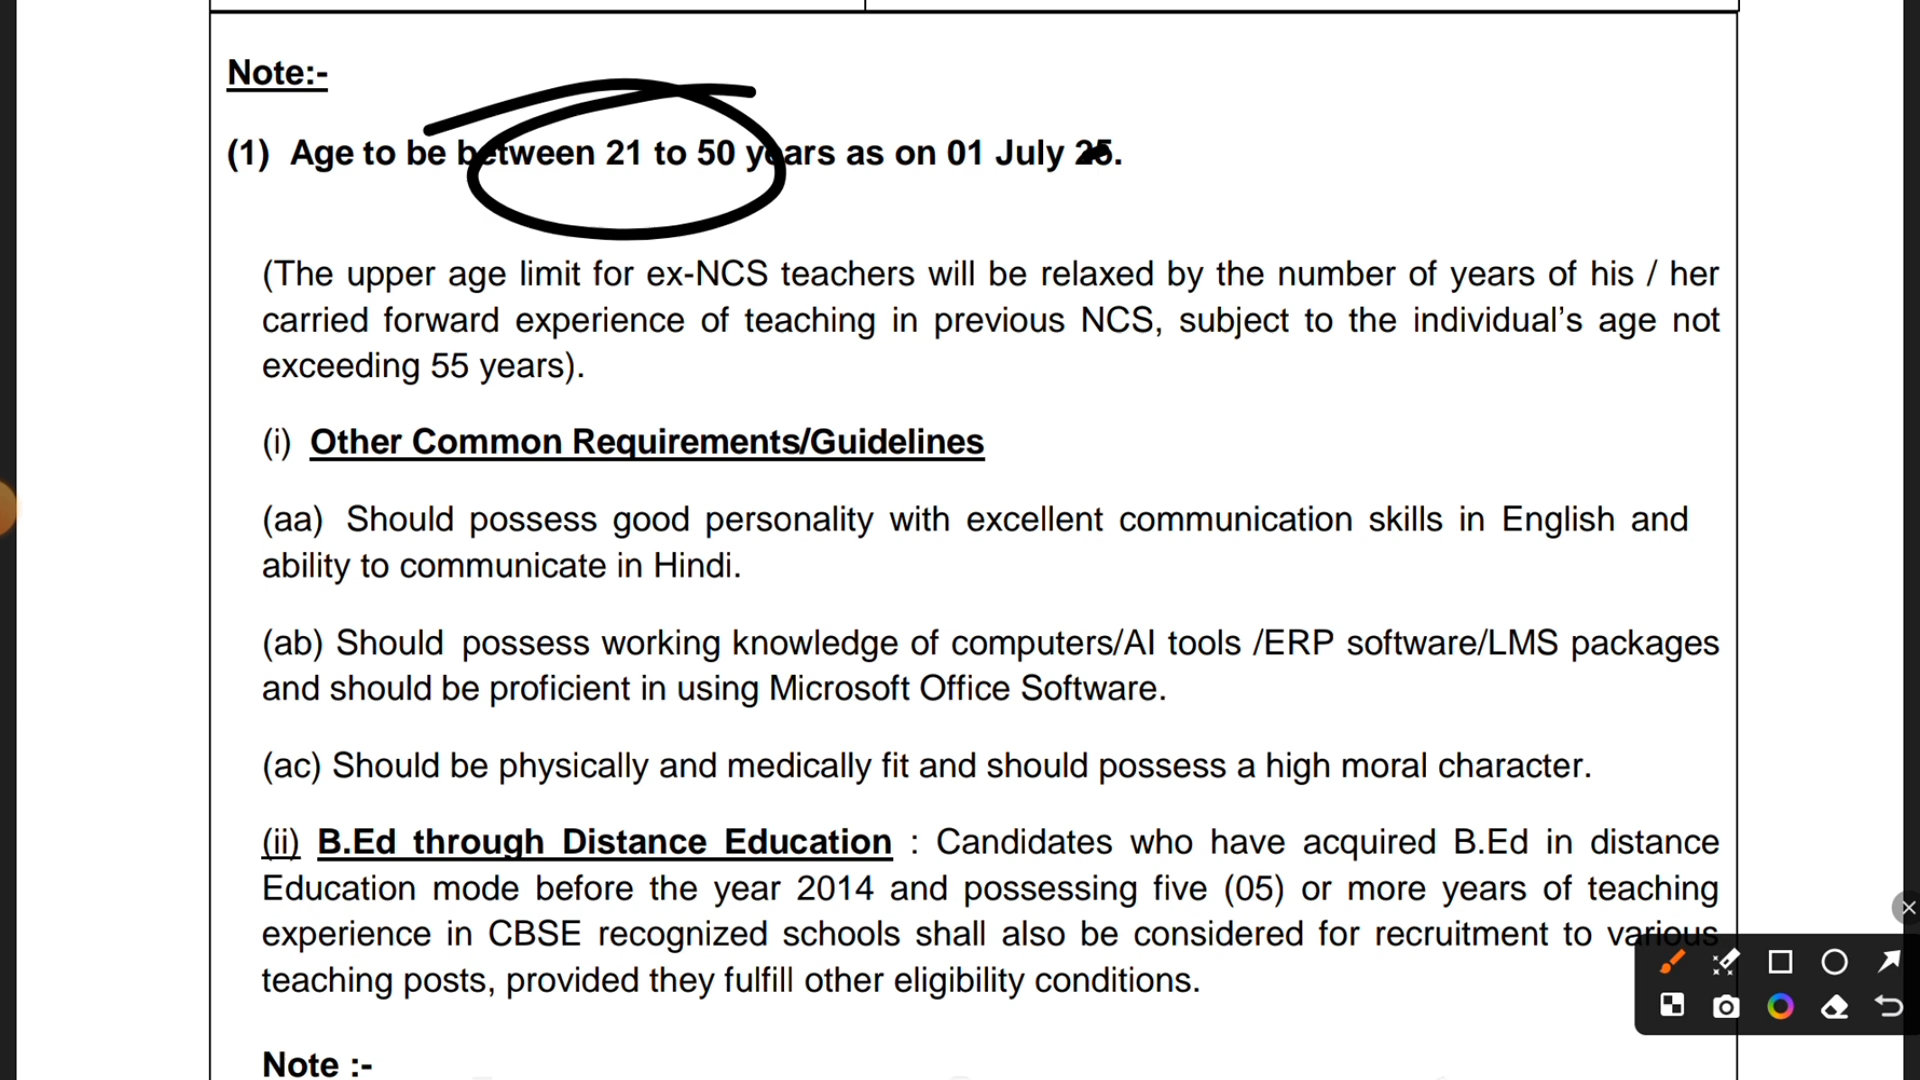 Note:-
(1) Age to be between 21 to 50 years as on 01 July 25.
(The upper age limit for ex-NCS teachers will be relaxed by the number of years of his / her
carried forward experience of teaching in previous NCS, subject to the individual’s age not
exceeding 55 years).
(i) Other Common Requirements/Guidelines
(aa) Should possess good personality with excellent communication skills in English and
ability to communicate in Hindi.
(ab) Should possess working knowledge of computers/AI tools /ERP software/LMS packages
and should be proficient in using Microsoft Office Software.
(ac) Should be physically and medically fit and should possess a high moral character.
(ii) B.Ed through Distance Education : Candidates who have acquired B.Ed in distance
Education mode before the year 2014 and possessing five (05) or more years of teaching
experience in CBSE recognized schools shall also be considered for recruitment to various
teaching posts, provided they fulfill other eligibility conditions.
Note :-